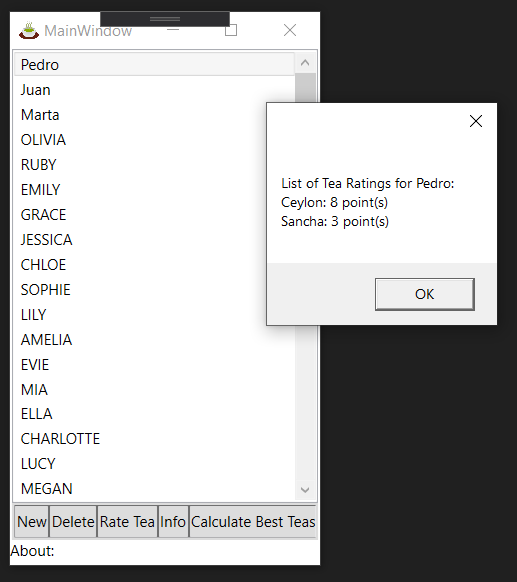 MainWindow
Pedro
Juan
Marta
OLIVIA
RUBY
EMILY
GRACE
JESSICA
CHLOE
SOPHIE
LILY
AMELIA
EVIE
MIA
ELLA
CHARLOTTE
LUCY
MEGAN
New Delete Rate Tea Info Calculate Best Teas
About:
List of Tea Ratings for Pedro:
Ceylon: 8 point(s)
Sancha: 3 point(s)
OK